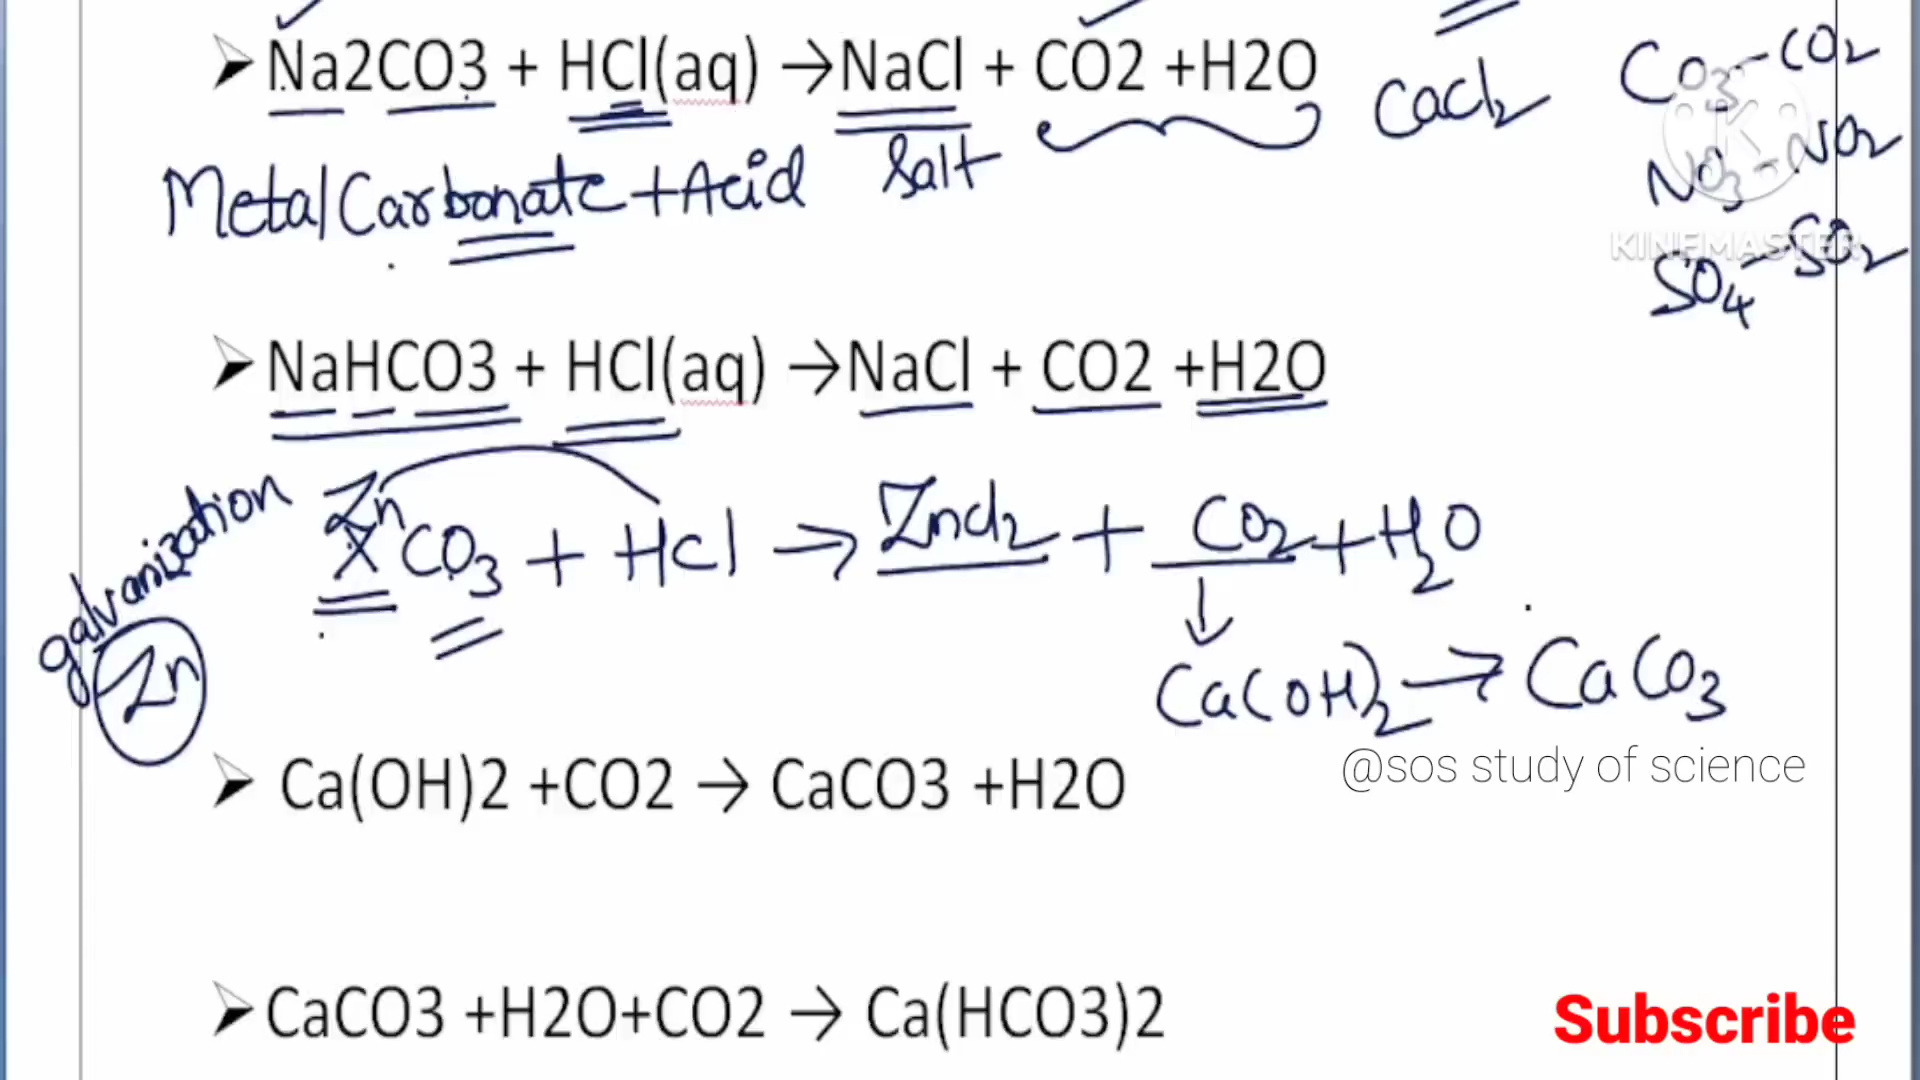 ➢Na2CO3 + HCl(aq) →NaCl + CO2 +H2O
CaCl2
CO3-CO2
NO3-NO2
SO4-SO2
Metal Carbonate + Acid Salt
KINEMASTER
➢NaHCO3 + HCl(aq) →NaCl + CO2 +H2O
galvanization
Zn
Zn
X CO3 + HCl → ZnCl2 + CO2 + H2O
↓
Ca(OH)2 → CaCO3
@sos study of science
➢ Ca(OH)2 +CO2 → CaCO3 +H2O
➢CaCO3 +H2O+CO2 → Ca(HCO3)2
Subscribe